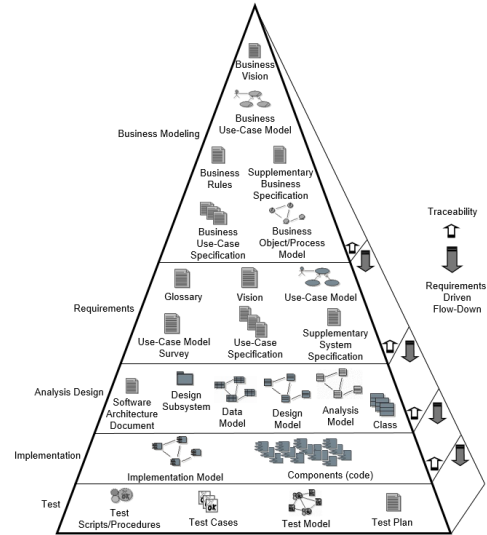 Business
Vision
Business
Use-Case Model
Business Modeling
Business
Rules
Supplementary
Business
Specification
Business
Use-Case
Specification
Business
Object/Process
Model
Traceability
Requirements
Driven
Flow-Down
Glossary
Vision
Use-Case Model
Requirements
Use-Case Model
Survey
Use-Case
Specification
Supplementary
System
Specification
Analysis Design
Software
Architecture
Document
Design
Subsystem
Data
Model
Design
Model
Analysis
Model
Class
Implementation
Implementation Model
Components (code)
Test
Test
Scripts/Procedures
Test Cases
Test Model
Test Plan